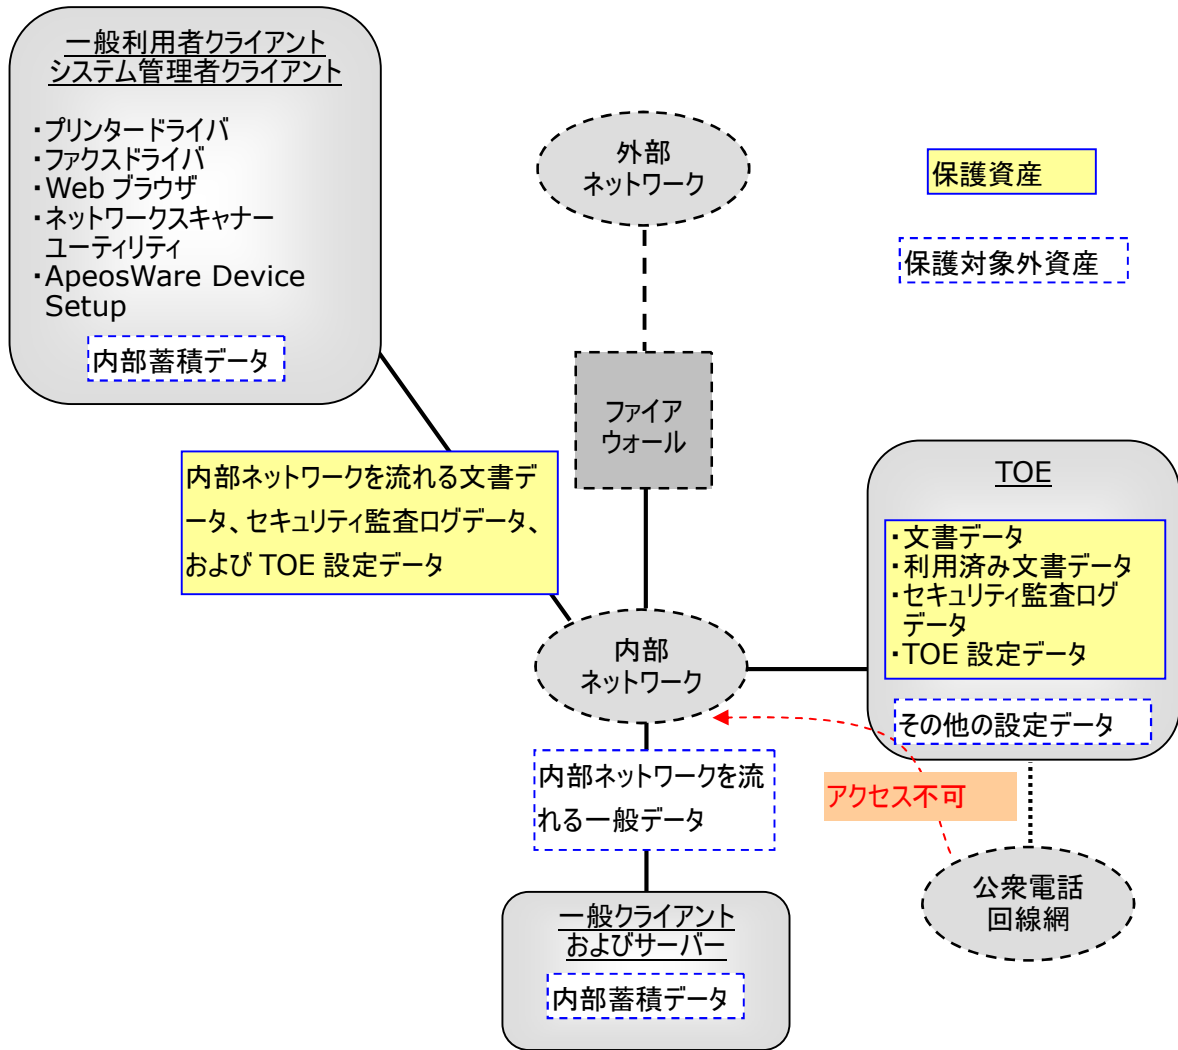 一般利用者クライアント
システム管理者クライアント
・プリンタードライバ
・ファクスドライバ
・Web ブラウザ
・ネットワークスキャナー
ユーティリティ
・ApeosWare Device
Setup
内部蓄積データ
外部
ネットワーク
保護資産
保護対象外資産
ファイア
ウォール
内部ネットワークを流れる文書デ
ータ、セキュリティ監査ログデータ、
および TOE 設定データ
TOE
・文書データ
・利用済み文書データ
・セキュリティ監査ログ
データ
・TOE 設定データ
その他の設定データ
内部
ネットワーク
内部ネットワークを流
れる一般データ
アクセス不可
公衆電話
回線網
一般クライアント
およびサーバー
内部蓄積データ